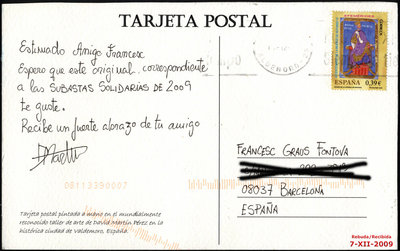 TARJETA POSTAL
Estimado Amigo Francesc
Espero que este original, correspondiente
a las SUBASTAS SOLIDARIAS DE 2009
te guste.
Recibe un fuerte abrazo de tu amigo
08113390007
Tarjeta postal pintada a mano en el mundialmente
reconocido taller de arte de David Martín Pérez en la
histórica ciudad de Valdemoro, España.
EFEMÉRIDES
ESPAÑA 0,39€
FRANCESC GRAUS FONTOVA
08037 BARCELONA
ESPAÑA
Rebuda/Recibida
7-XII-2009